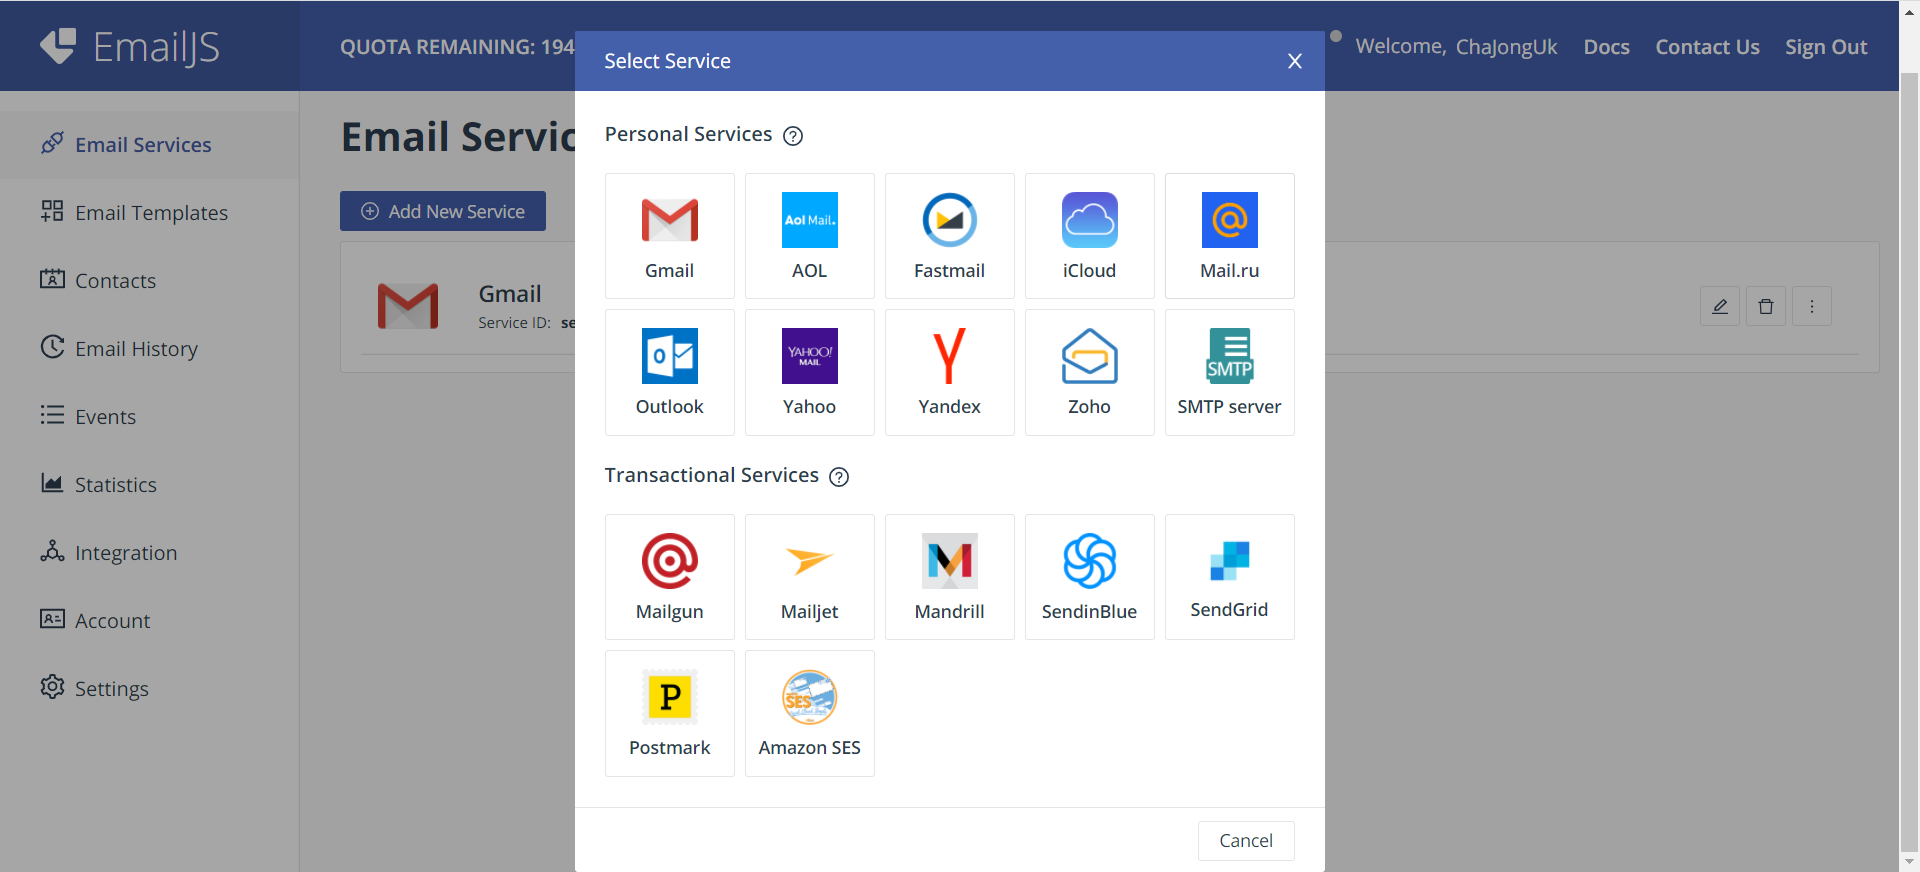 EmailJS
QUOTA REMAINING: 194
Welcome, ChaJongUk
Docs
Contact Us
Sign Out
Select Service
X
Email Services
Email Templates
Contacts
Email History
Events
Statistics
Integration
Account
Settings
Email Servic
Add New Service
Gmail
Service ID: se
Personal Services ?
Aol Mail.
Gmail
AOL
Fastmail
iCloud
Mail.ru
YAHOO!
MAIL
SMTP
Outlook
Yahoo
Yandex
Zoho
SMTP server
Transactional Services ?
Mailgun
Mailjet
Mandrill
SendinBlue
SendGrid
P
SES
Postmark
Amazon SES
Cancel